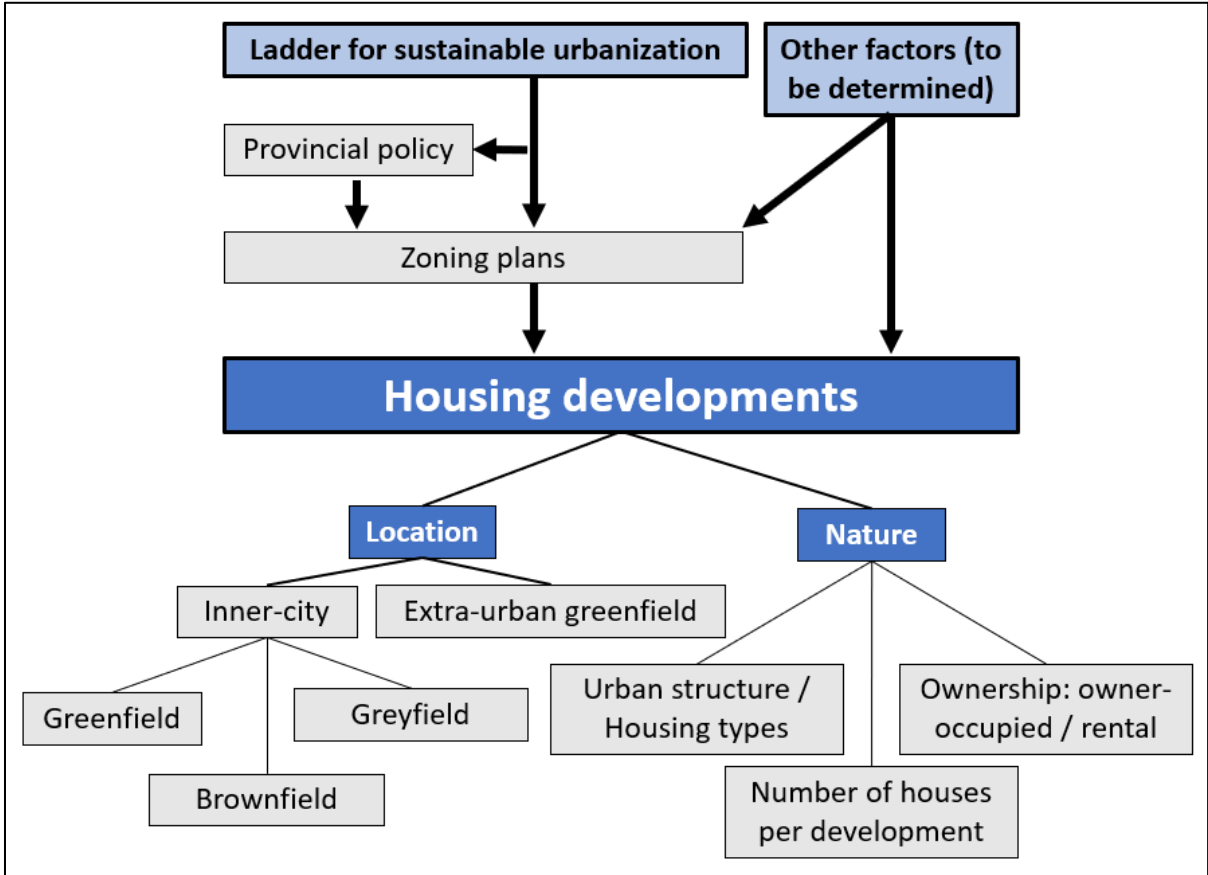 Ladder for sustainable urbanization
Other factors (to
be determined)
Provincial policy
Zoning plans
Housing developments
Location
Nature
Inner-city
Extra-urban greenfield
Greenfield
Greyfield
Brownfield
Urban structure /
Housing types
Ownership: owner-
occupied / rental
Number of houses
per development